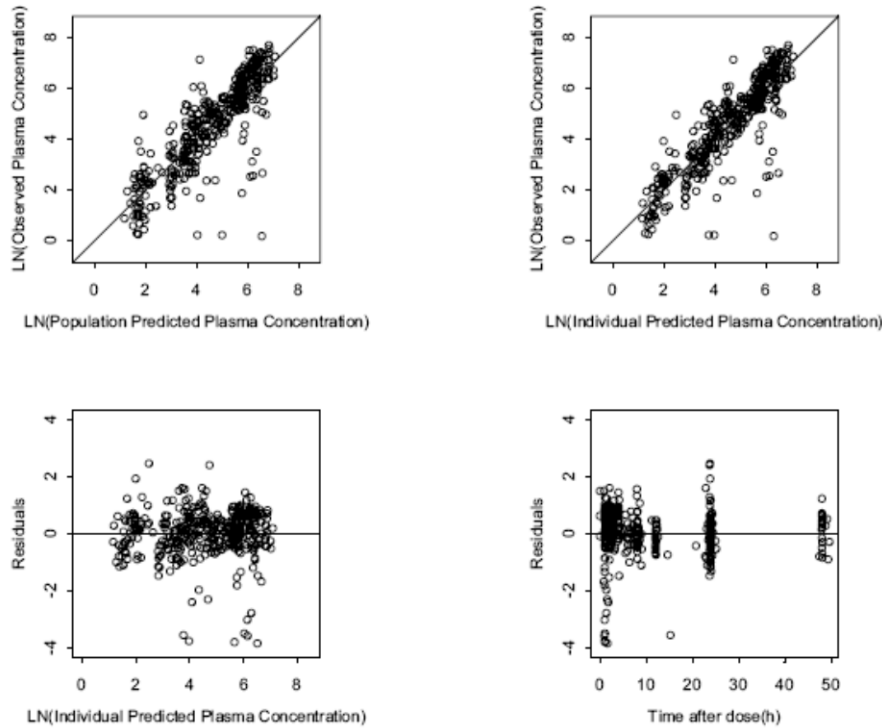 8
6
4
2
0
LN(Observed Plasma Concentration)
0 2 4 6 8
LN(Population Predicted Plasma Concentration)
8
6
4
2
0
LN(Observed Plasma Concentration)
0 2 4 6 8
LN(Individual Predicted Plasma Concentration)
4
2
0
-2
-4
Residuals
0 2 4 6 8
LN(Individual Predicted Plasma Concentration)
4
2
0
-2
-4
Residuals
0 10 20 30 40 50
Time after dose(h)